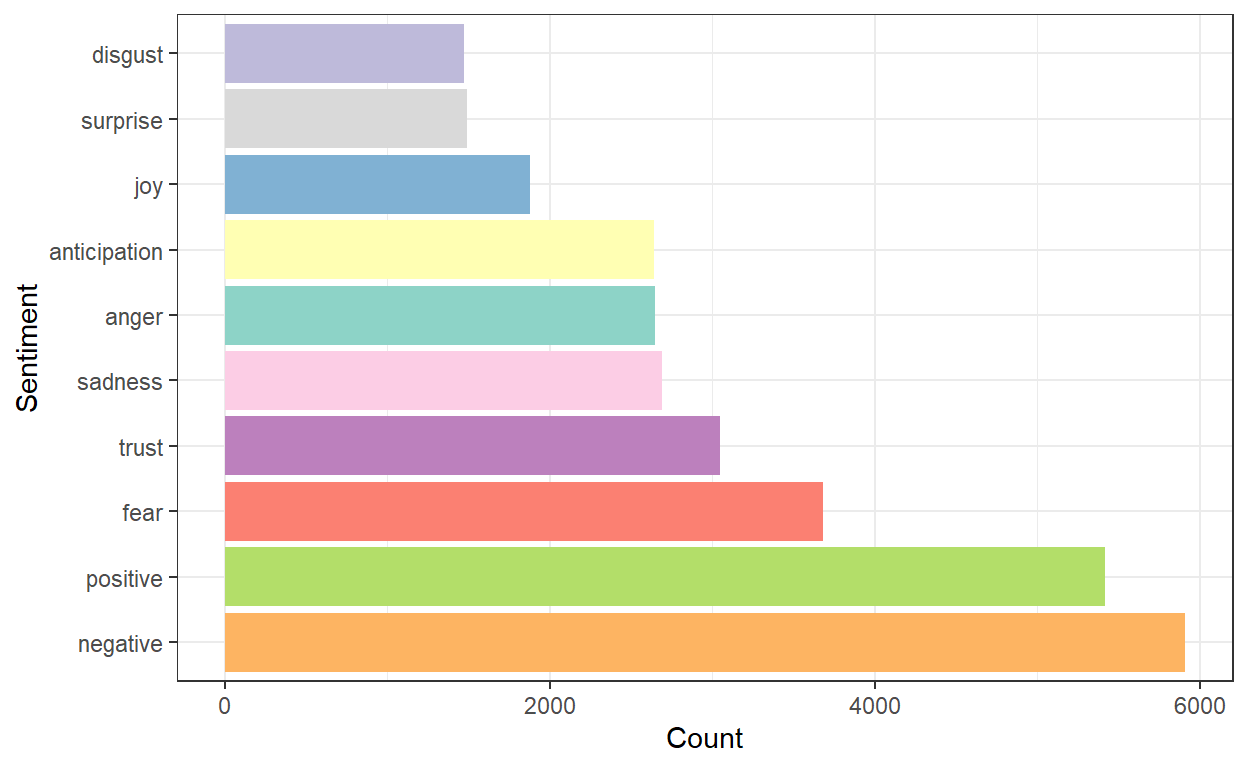 disgust
surprise
joy
anticipation
anger
sadness
trust
fear
positive
negative
Sentiment
0 2000 4000 6000
Count